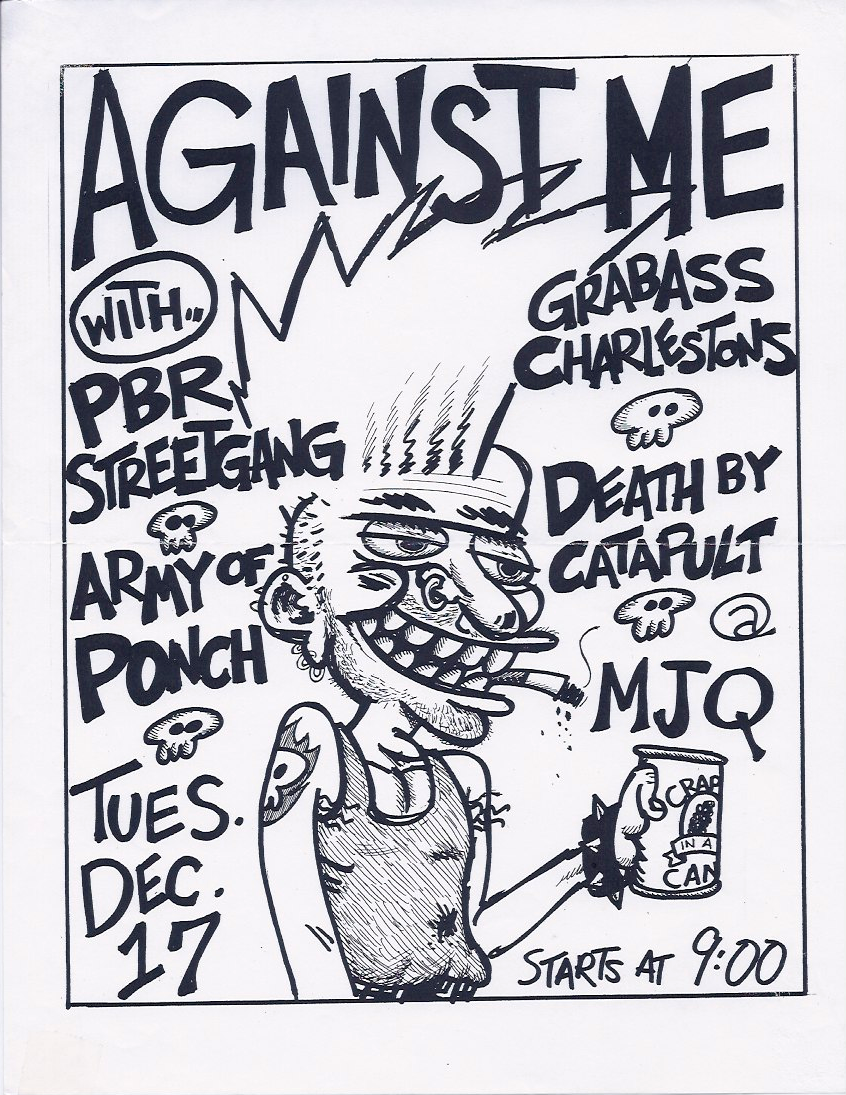 AGAINST ME
WITH..
PBR
STREETGANG
ARMY OF
PONCH
TUES.
DEC.
17
GRABASS
CHARLESTONS
DEATH BY
CATAPULT
@
MJQ
CRAP
IN A
CAN
STARTS AT 9:00